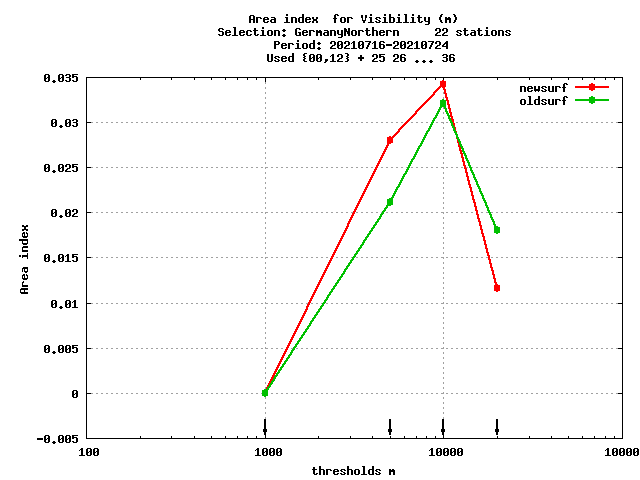 Area index  for Visibility (m)
Selection: GermanyNorthern     22 stations
Period: 20210716-20210724
Used {00,12} + 25 26 ... 36
newsurf
oldsurf
0.035
0.03
0.025
0.02
0.015
0.01
0.005
0
-0.005
Area index
100 1000 10000 10000
thresholds m